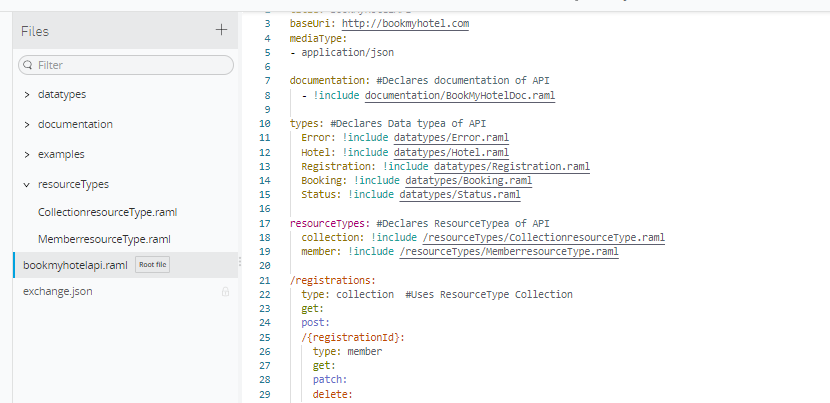 Files
Filter
datatypes
documentation
examples
resourceTypes
CollectionresourceType.raml
MemberresourceType.raml
bookmyhotelapi.raml Root file
exchange.json
3 baseUri: http://bookmyhotel.com
4 mediaType:
5 - application/json
6
7 documentation: #Declares documentation of API
8 - !include documentation/BookMyHotelDoc.raml
9
10 types: #Declares Data typea of API
11 Error: !include datatypes/Error.raml
12 Hotel: !include datatypes/Hotel.raml
13 Registration: !include datatypes/Registration.raml
14 Booking: !include datatypes/Booking.raml
15 Status: !include datatypes/Status.raml
16
17 resourceTypes: #Declares ResourceTypea of API
18 collection: !include /resourceTypes/CollectionresourceType.raml
19 member: !include /resourceTypes/MemberresourceType.raml
20
21 /registrations:
22 type: collection #Uses ResourceType Collection
23 get:
24 post:
25 /{registrationId}:
26 type: member
27 get:
28 patch:
29 delete: